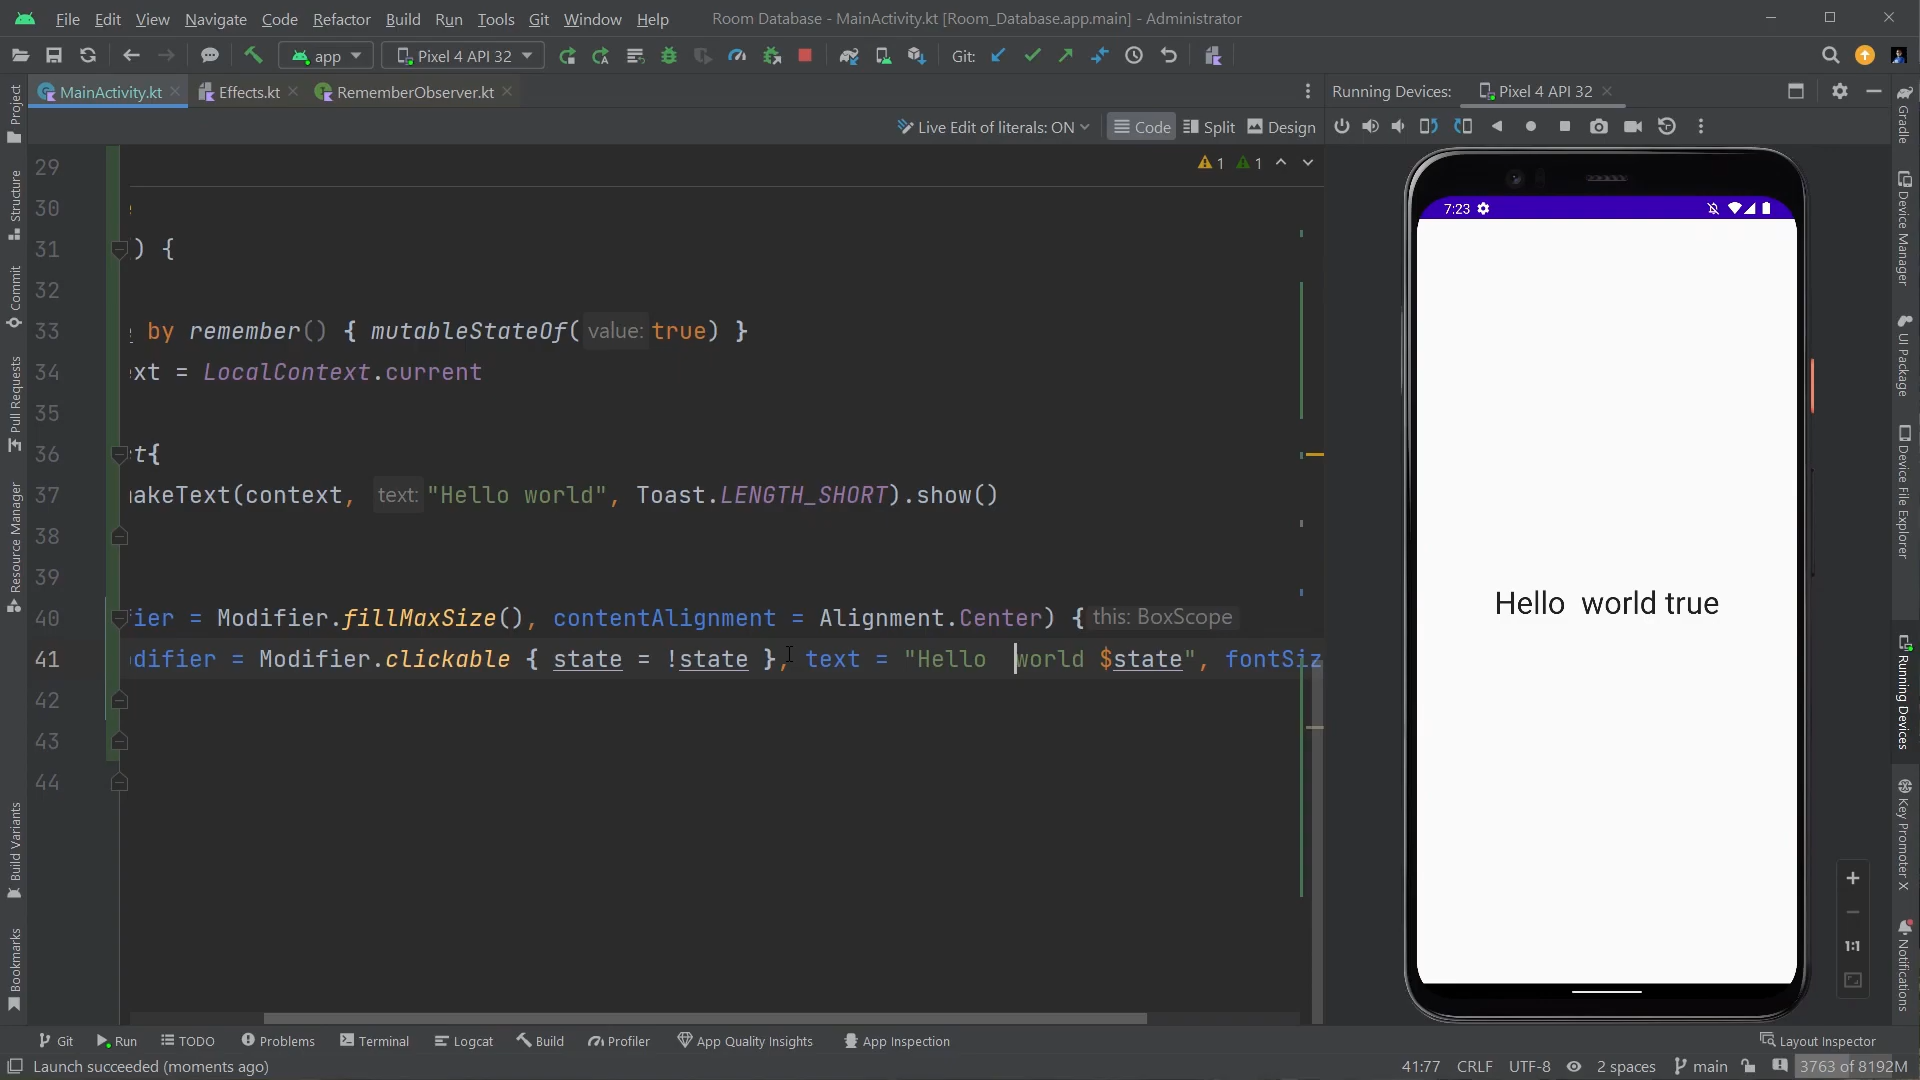 File Edit View Navigate Code Refactor Build Run Tools Git Window Help Room Database - MainActivity.kt [Room_Database.app.main] - Administrator
app Pixel 4 API 32 Git:
MainActivity.kt Effects.kt RememberObserver.kt
Running Devices: Pixel 4 API 32
Live Edit of literals: ON Code Split Design
1 1
29
30
31 ) {
32
33 by remember() { mutableStateOf( value: true) }
34 xt = LocalContext.current
35
36 t{
37 akeText(context, text: "Hello world", Toast.LENGTH_SHORT).show()
38
39
40 fier = Modifier.fillMaxSize(), contentAlignment = Alignment.Center) { this: BoxScope
41 odifier = Modifier.clickable { state = !state }, text = "Hello  world $state", fontSiz
42
43
44
7:23
Hello  world true
1:1
Project
Structure
Commit
Pull Requests
Resource Manager
Build Variants
Bookmarks
Gradle
Device Manager
UI Package
Device File Explorer
Running Devices
Key Promoter X
Notifications
Git Run TODO Problems Terminal Logcat Build Profiler App Quality Insights App Inspection Layout Inspector
Launch succeeded (moments ago) 41:77 CRLF UTF-8 2 spaces main 3763 of 8192M